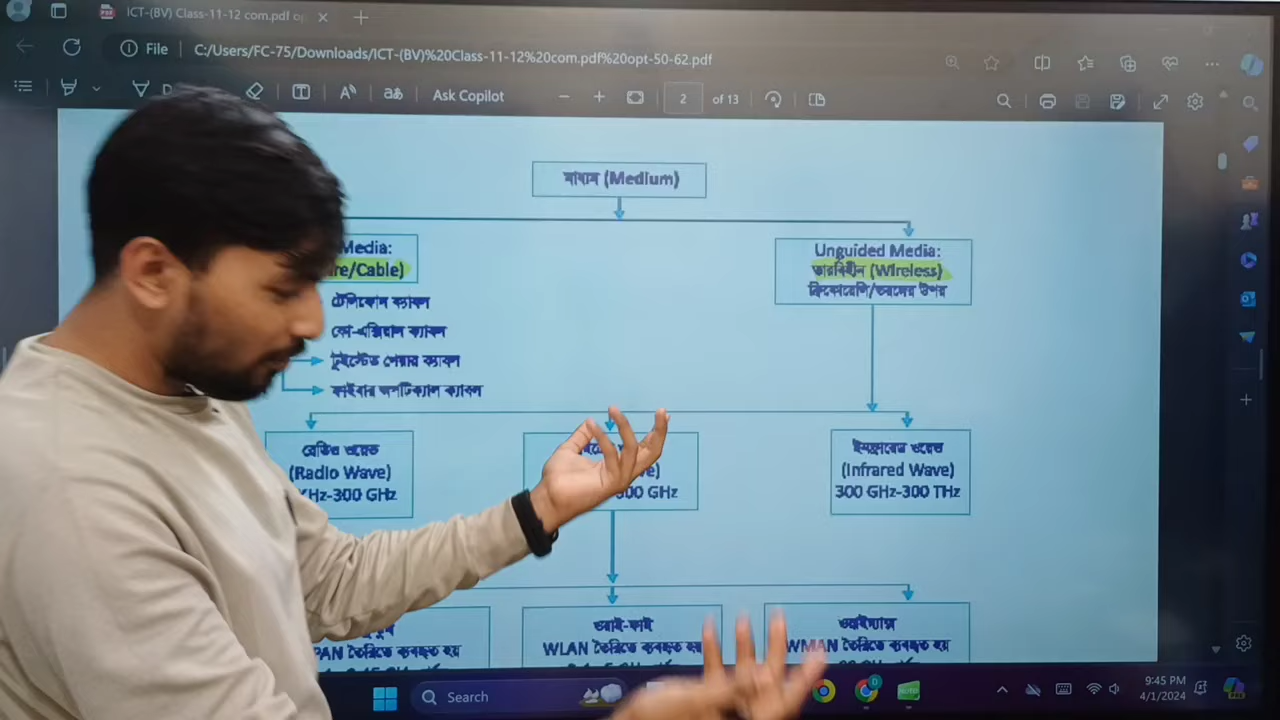 ICT-(BV) Class-11-12 com.pdf op
File
C:/Users/FC-75/Downloads/ICT-(BV)%20Class-11-12%20com.pdf%20opt-50-62.pdf
Ask Copilot
2 of 13
মাধ্যম (Medium)
Media:
re/Cable)
Unguided Media:
তারবিহীন (Wireless)
ফ্রিকোয়েন্সি/তরঙ্গের উপর
টেলিফোন ক্যাবল
কো-এক্সিয়াল ক্যাবল
টুইস্টেড পেয়ার ক্যাবল
ফাইবার অপটিক্যাল ক্যাবল
রেডিও ওয়েভ
(Radio Wave)
KHz-300 GHz
e)
300 GHz
ইনফ্রারেড ওয়েভ
(Infrared Wave)
300 GHz-300 THz
PAN তৈরিতে ব্যবহৃত হয়
ওয়াই-ফাই
WLAN তৈরিতে ব্যবহৃত হয়
ওয়াইম্যাক্স
WMAN তৈরিতে ব্যবহৃত হয়
Search
9:45 PM
4/1/2024